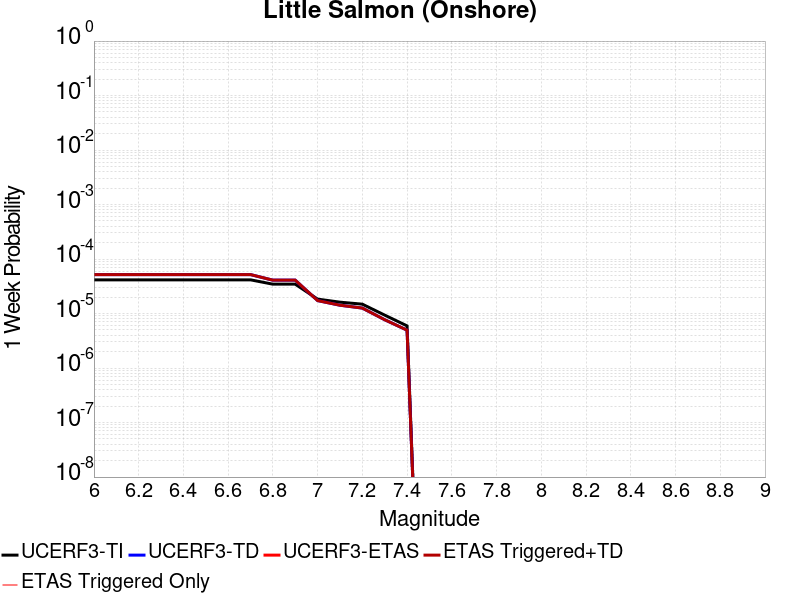 Little Salmon (Onshore)
1 Week Probability
10^0
10^-1
10^-2
10^-3
10^-4
10^-5
10^-6
10^-7
10^-8
6 6.2 6.4 6.6 6.8 7 7.2 7.4 7.6 7.8 8 8.2 8.4 8.6 8.8 9
Magnitude
UCERF3-TI UCERF3-TD UCERF3-ETAS ETAS Triggered+TD
ETAS Triggered Only